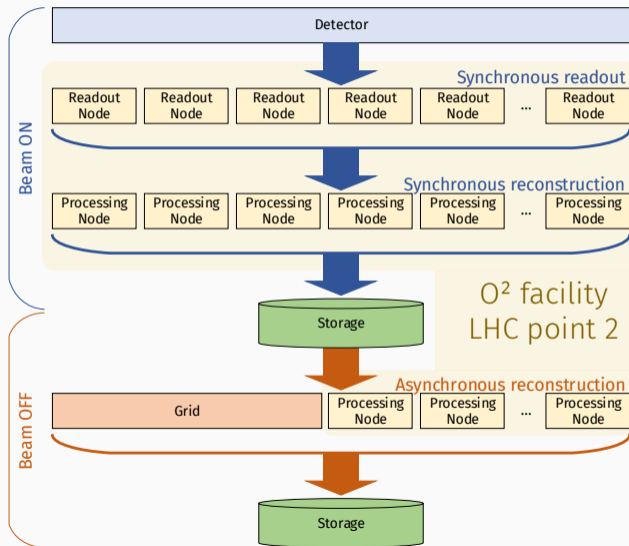 Detector
Synchronous readout
Readout Node
Readout Node
Readout Node
Readout Node
Readout Node
...
Readout Node
Beam ON
Synchronous reconstruction
Processing Node
Processing Node
Processing Node
Processing Node
Processing Node
...
Processing Node
O² facility
LHC point 2
Storage
Asynchronous reconstruction
Beam OFF
Grid
Processing Node
Processing Node
...
Processing Node
Storage